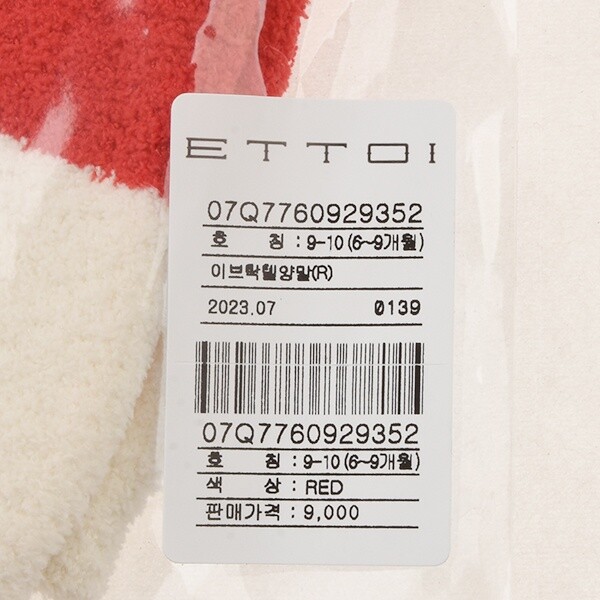 ETTOI
07Q7760929352
호 칭 : 9-10 (6~9개월)
이브탁텔양말(R)
2023.07 0139
07Q7760929352
호 칭 : 9-10 (6~9개월)
색 상 : RED
판매가격 : 9,000